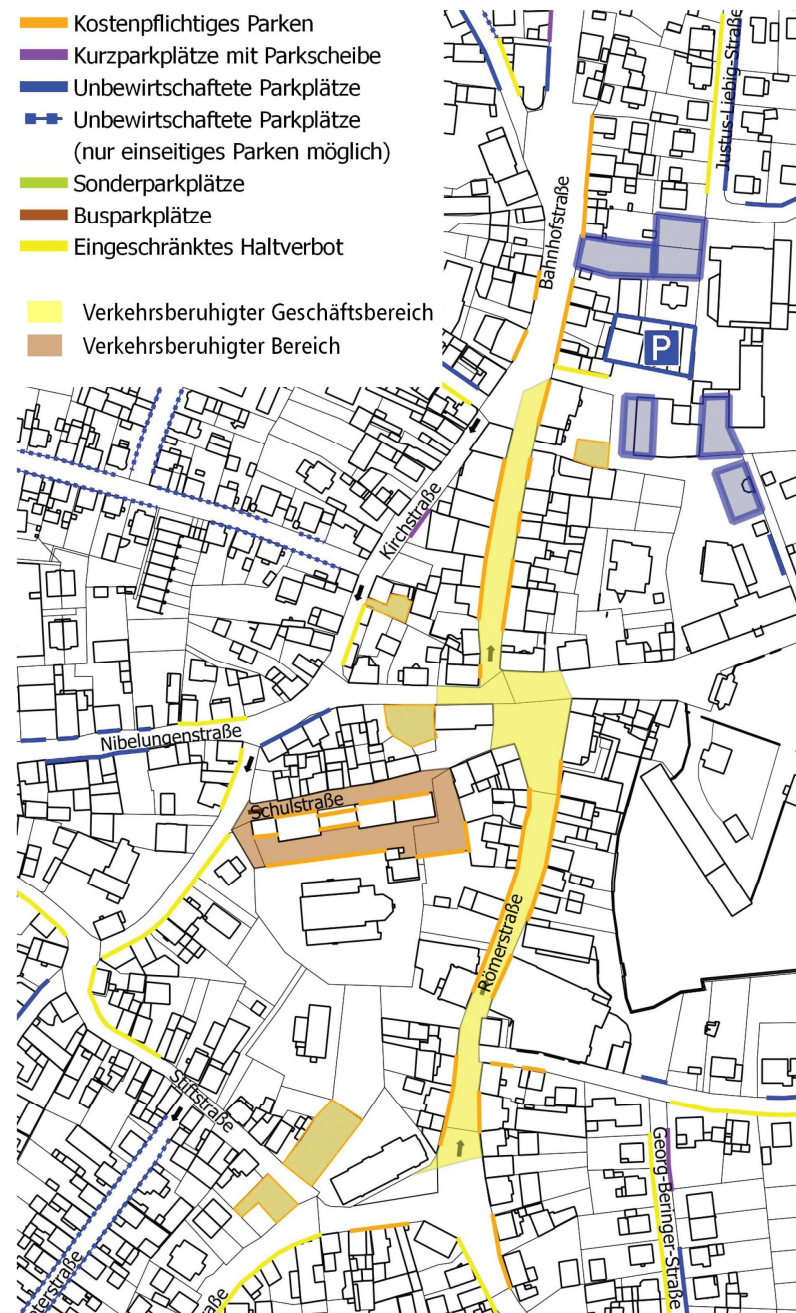 Kostenpflichtiges Parken
Kurzparkplätze mit Parkscheibe
Unbewirtschaftete Parkplätze
Unbewirtschaftete Parkplätze
(nur einseitiges Parken möglich)
Sonderparkplätze
Busparkplätze
Eingeschränktes Haltverbot
Verkehrsberuhigter Geschäftsbereich
Verkehrsberuhigter Bereich
Justus-Liebig-Straße
Bahnhofstraße
P
Kirchstraße
Nibelungenstraße
Schulstraße
Römerstraße
Stiftstraße
Georg-Beringer-Straße